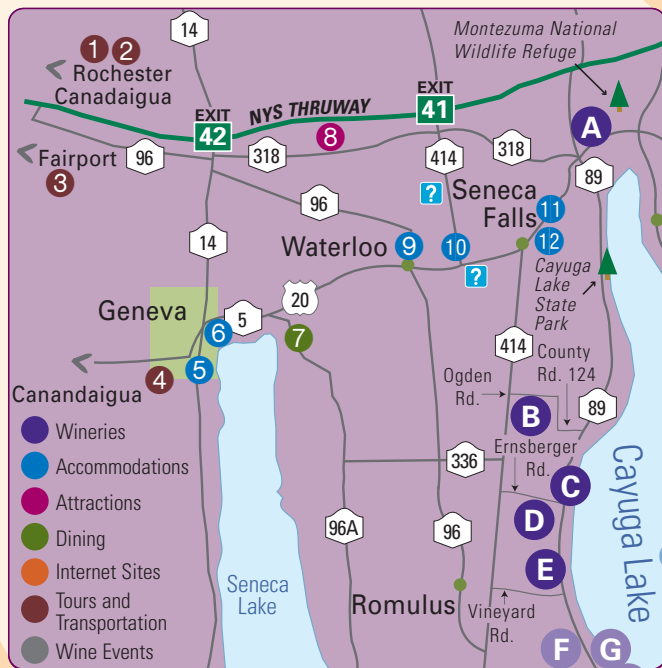 14
Montezuma National
Wildlife Refuge
1
2
Rochester
Canadaigua
EXIT
42
NYS THRUWAY
EXIT
41
8
A
Fairport
3
96
318
414
318
89
?
Seneca
Falls
11
12
96
14
Waterloo
9
10
?
Cayuga
Lake
State
Park
Geneva
20
5
6
7
414
County
Rd. 124
4
5
Canandaigua
Ogden
Rd.
B
89
Wineries
Accommodations
Attractions
Dining
Internet Sites
Tours and
Transportation
Wine Events
336
Ernsberger
Rd.
C
D
E
Cayuga Lake
96A
96
Seneca
Lake
Romulus
Vineyard
Rd.
F
G